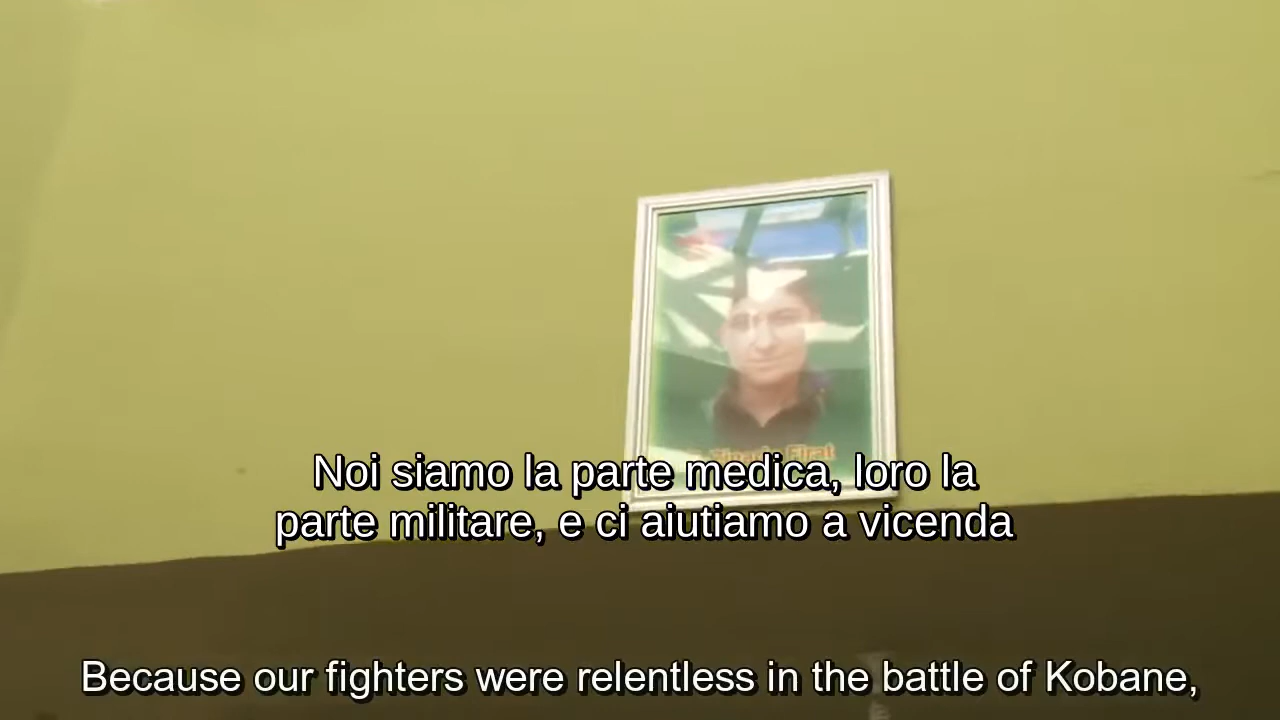 Firat
Noi siamo la parte medica, loro la
parte militare, e ci aiutiamo a vicenda
Because our fighters were relentless in the battle of Kobane,